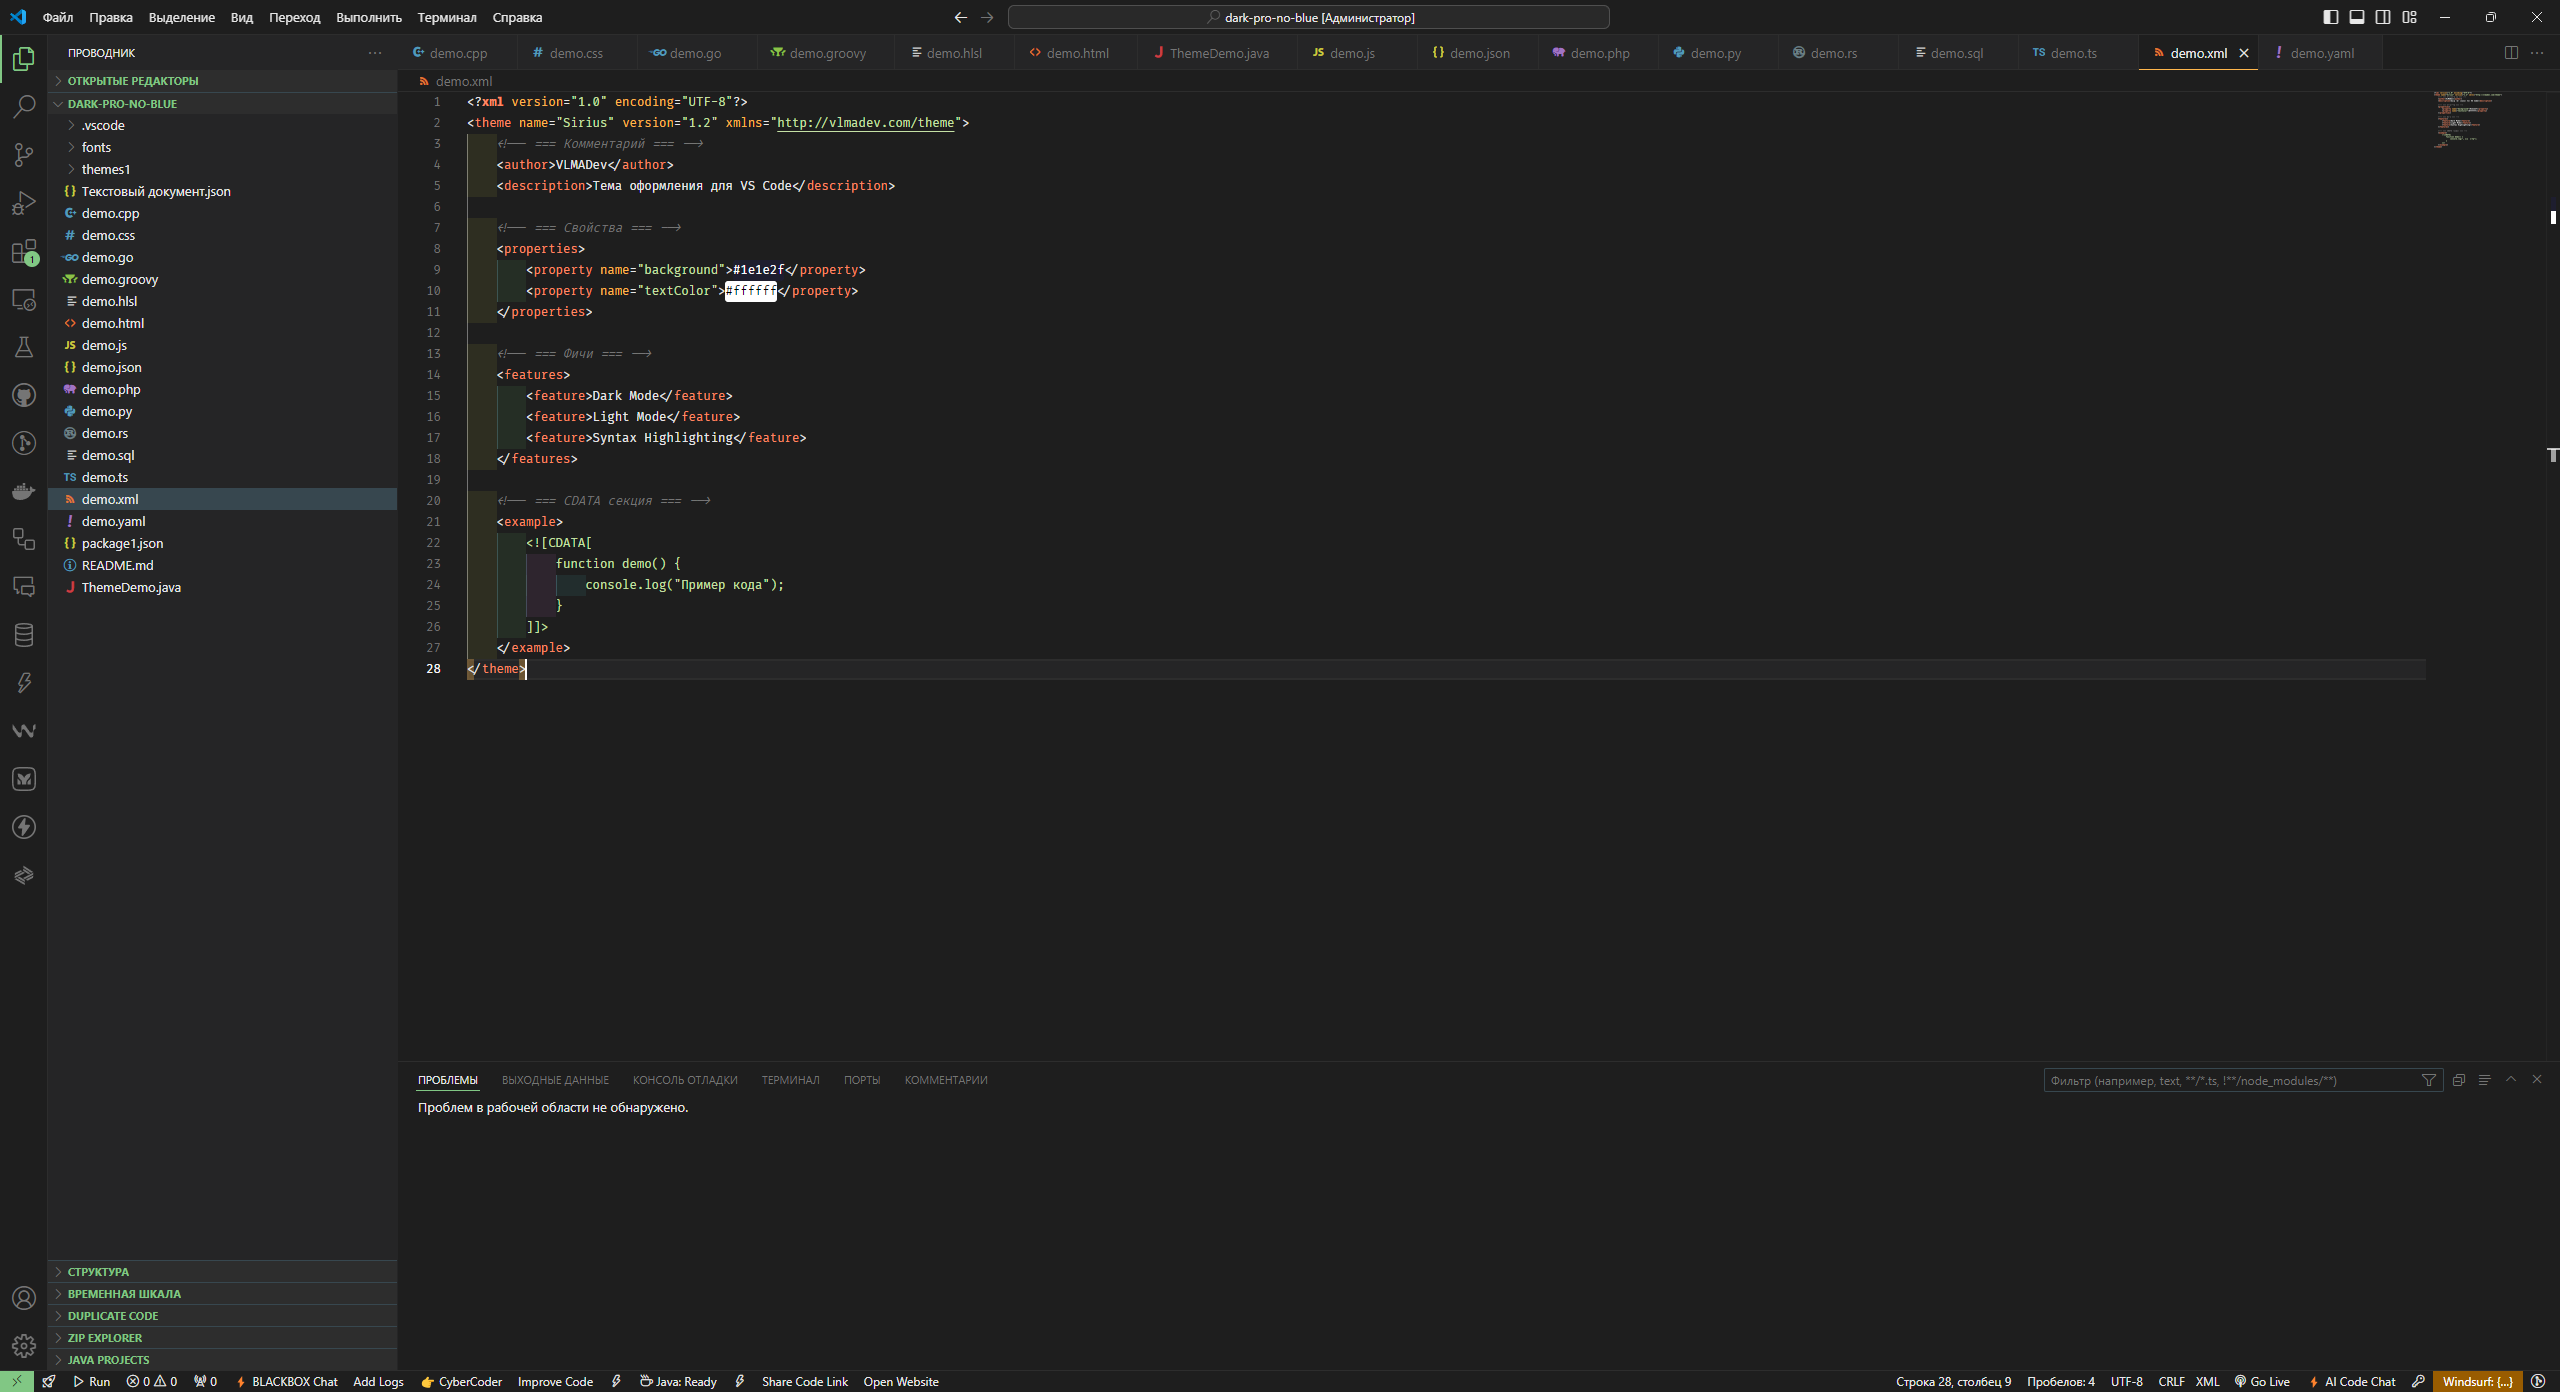 Файл Правка Выделение Вид Переход Выполнить Терминал Справка
dark-pro-no-blue [Администратор]
ПРОВОДНИК
demo.cpp demo.css demo.go demo.groovy demo.hlsl demo.html ThemeDemo.java demo.js demo.json demo.php demo.py demo.rs demo.sql demo.ts demo.xml demo.yaml
ОТКРЫТЫЕ РЕДАКТОРЫ
DARK-PRO-NO-BLUE
.vscode
fonts
themes1
Текстовый документ.json
demo.cpp
demo.css
demo.go
demo.groovy
demo.hlsl
demo.html
demo.js
demo.json
demo.php
demo.py
demo.rs
demo.sql
demo.ts
demo.xml
demo.yaml
package1.json
README.md
ThemeDemo.java
СТРУКТУРА
ВРЕМЕННАЯ ШКАЛА
DUPLICATE CODE
ZIP EXPLORER
JAVA PROJECTS
demo.xml
1 <?xml version="1.0" encoding="UTF-8"?>
2 <theme name="Sirius" version="1.2" xmlns="http://vlmadev.com/theme">
3 <!-- === Комментарий === -->
4 <author>VLMADev</author>
5 <description>Тема оформления для VS Code</description>
6
7 <!-- === Свойства === -->
8 <properties>
9 <property name="background">#1e1e2f</property>
10 <property name="textColor">#ffffff</property>
11 </properties>
12
13 <!-- === Фичи === -->
14 <features>
15 <feature>Dark Mode</feature>
16 <feature>Light Mode</feature>
17 <feature>Syntax Highlighting</feature>
18 </features>
19
20 <!-- === CDATA секция === -->
21 <example>
22 <![CDATA[
23 function demo() {
24 console.log("Пример кода");
25 }
26 ]]>
27 </example>
28 </theme>
ПРОБЛЕМЫ ВЫХОДНЫЕ ДАННЫЕ КОНСОЛЬ ОТЛАДКИ ТЕРМИНАЛ ПОРТЫ КОММЕНТАРИИ
Фильтр (например, text, **/*.ts, !**/node_modules/**)
Проблем в рабочей области не обнаружено.
Run 0 0 0 BLACKBOX Chat Add Logs CyberCoder Improve Code Java: Ready Share Code Link Open Website
Строка 28, столбец 9 Пробелов: 4 UTF-8 CRLF XML Go Live AI Code Chat Windsurf: {...}